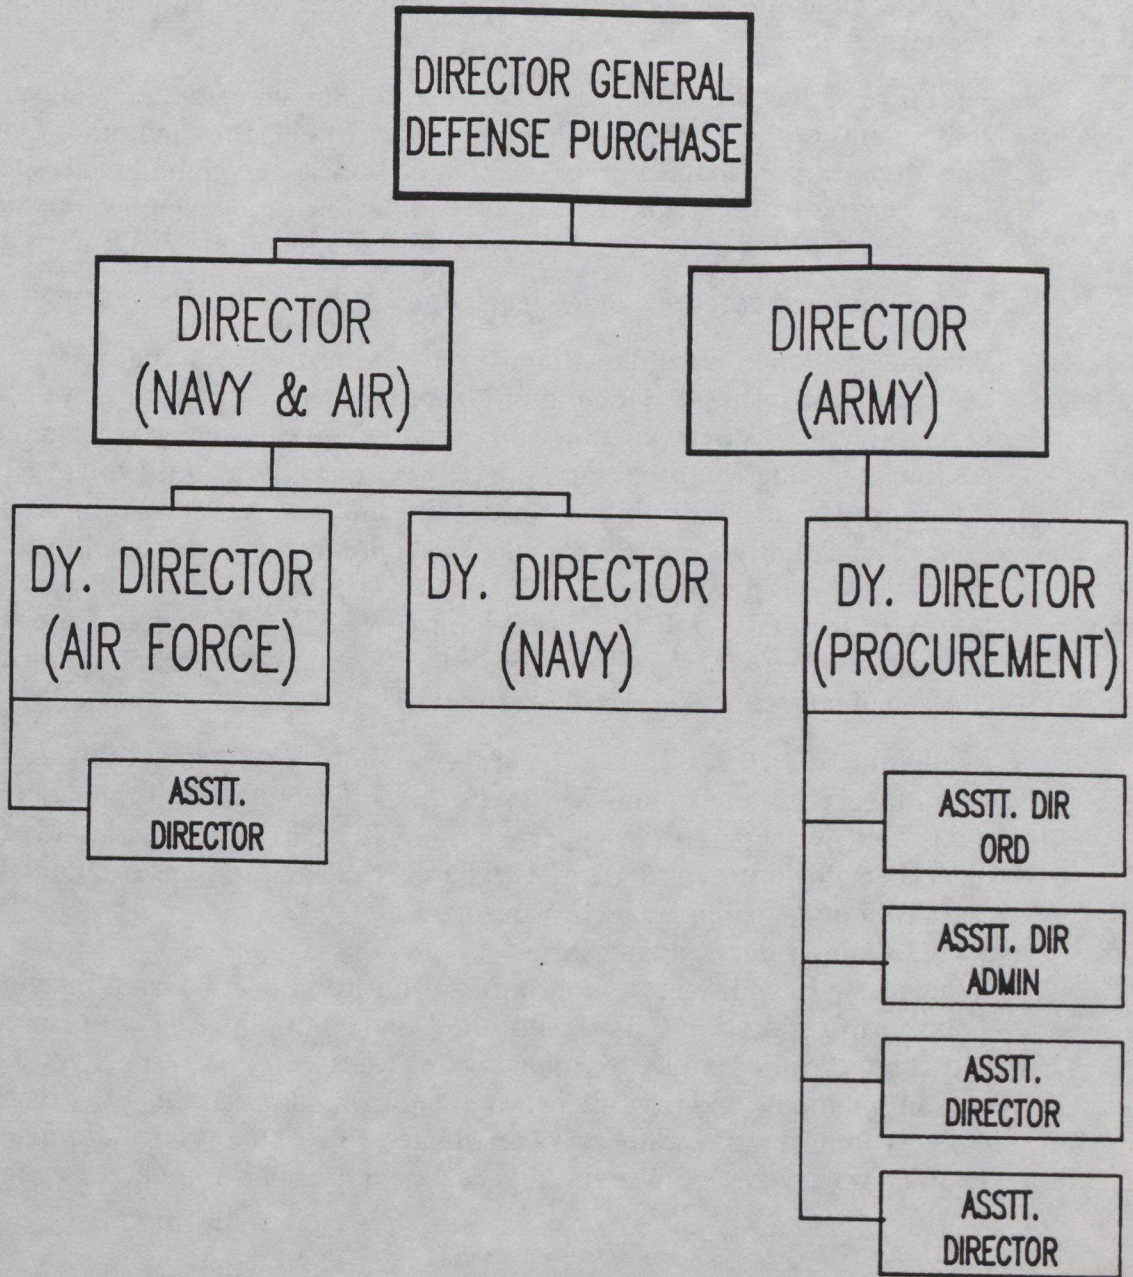 DIRECTOR GENERAL
DEFENSE PURCHASE
DIRECTOR
(NAVY & AIR)
DIRECTOR
(ARMY)
DY. DIRECTOR
(AIR FORCE)
DY. DIRECTOR
(NAVY)
DY. DIRECTOR
(PROCUREMENT)
ASSTT.
DIRECTOR
ASSTT. DIR
ORD
ASSTT. DIR
ADMIN
ASSTT.
DIRECTOR
ASSTT.
DIRECTOR